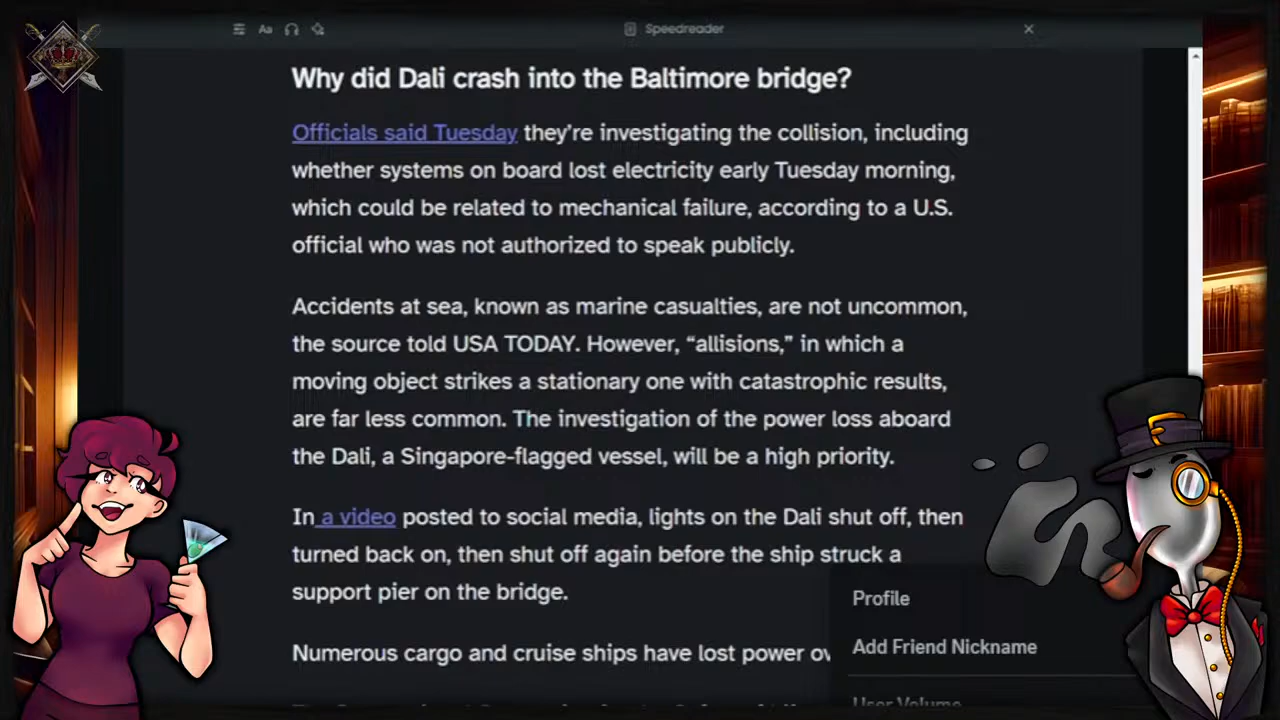 Speedreader
Aa
Why did Dali crash into the Baltimore bridge?
Officials said Tuesday they’re investigating the collision, including
whether systems on board lost electricity early Tuesday morning,
which could be related to mechanical failure, according to a U.S.
official who was not authorized to speak publicly.
Accidents at sea, known as marine casualties, are not uncommon,
the source told USA TODAY. However, “allisions,” in which a
moving object strikes a stationary one with catastrophic results,
are far less common. The investigation of the power loss aboard
the Dali, a Singapore-flagged vessel, will be a high priority.
In a video posted to social media, lights on the Dali shut off, then
turned back on, then shut off again before the ship struck a
support pier on the bridge.
Numerous cargo and cruise ships have lost power ov
Profile
Add Friend Nickname
User Volume